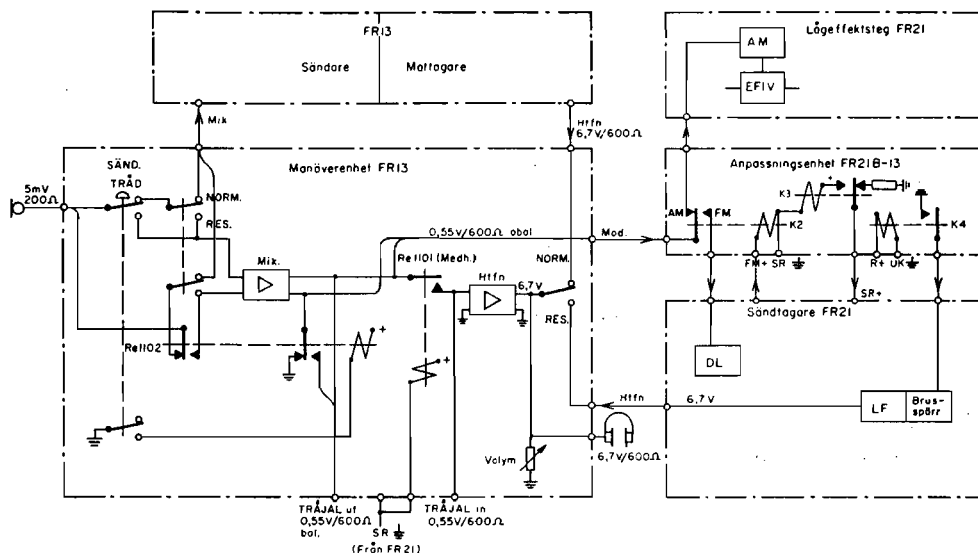 FR13
Sändare
Mottagare
Lågeffektsteg FR21
AM
EFIV
Mik
Htfn
6,7V/600Ω
SÄND.
TRÅD
Manöverenhet FR13
Anpassningsenhet FR21B-13
5mV
200Ω
NORM.
RES.
K3
+
AM
FM
K2
K4
0,55V/600Ω obal
Mod.
FM+ SR
R+ UK
Mik.
Re1101 (Medh.)
Htfn
6,7V
NORM.
RES.
SR+
Sändtagare FR21
Re1102
+
+
DL
Htfn
6,7 V
LF
Brus-
spärr
Volym
6,7V/600Ω
TRÅJAL ut
0,55V/600Ω
bal.
SR
(Från FR21)
TRÅJAL in
0,55V/600Ω